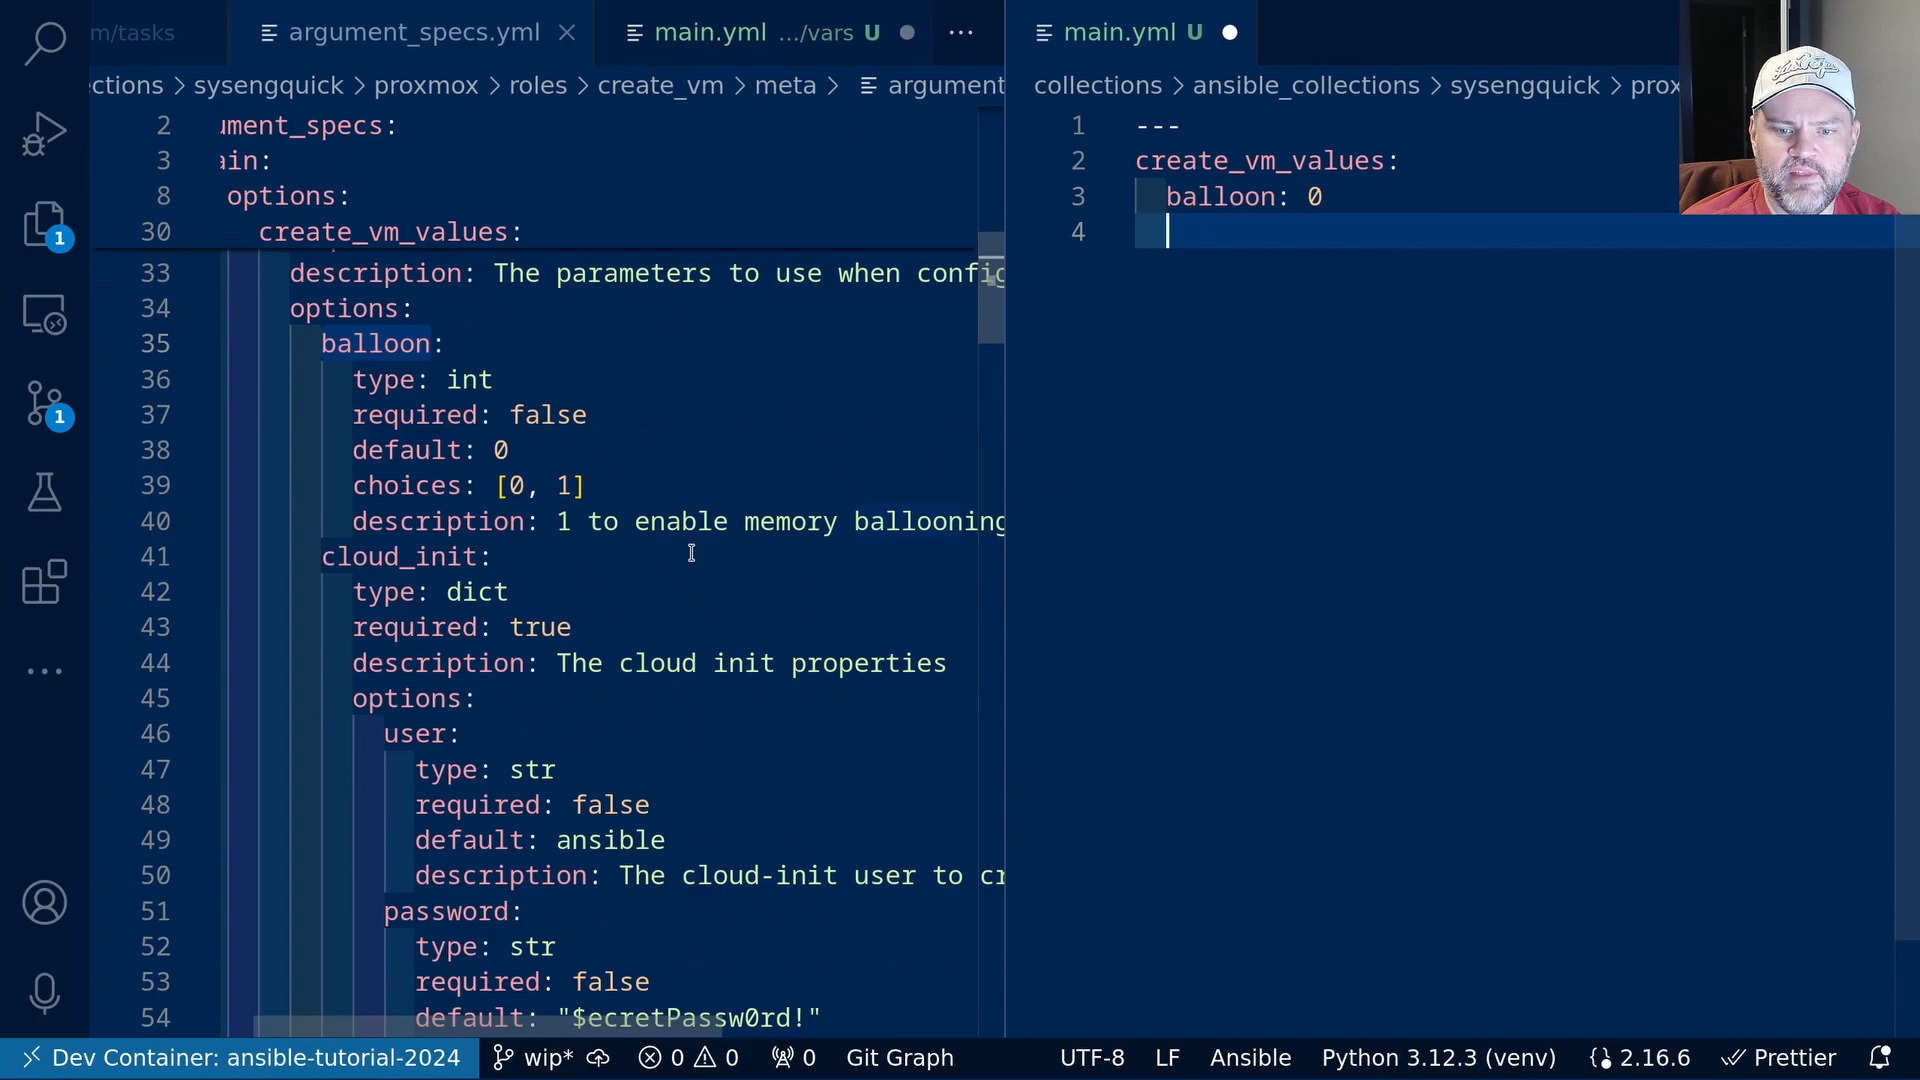 m/tasks
argument_specs.yml
main.yml .../vars U
main.yml U
ctions > sysengquick > proxmox > roles > create_vm > meta > argument
collections > ansible_collections > sysengquick > prox
2 ument_specs:
3 ain:
8 options:
30 create_vm_values:
33 description: The parameters to use when config
34 options:
35 balloon:
36 type: int
37 required: false
38 default: 0
39 choices: [0, 1]
40 description: 1 to enable memory ballooning
41 cloud_init:
42 type: dict
43 required: true
44 description: The cloud init properties
45 options:
46 user:
47 type: str
48 required: false
49 default: ansible
50 description: The cloud-init user to cr
51 password:
52 type: str
53 required: false
54 default: "$ecretPassw0rd!"
1 ---
2 create_vm_values:
3 balloon: 0
4
1
1
Dev Container: ansible-tutorial-2024
wip*
0 0
0
Git Graph
UTF-8
LF
Ansible
Python 3.12.3 (venv)
2.16.6
Prettier